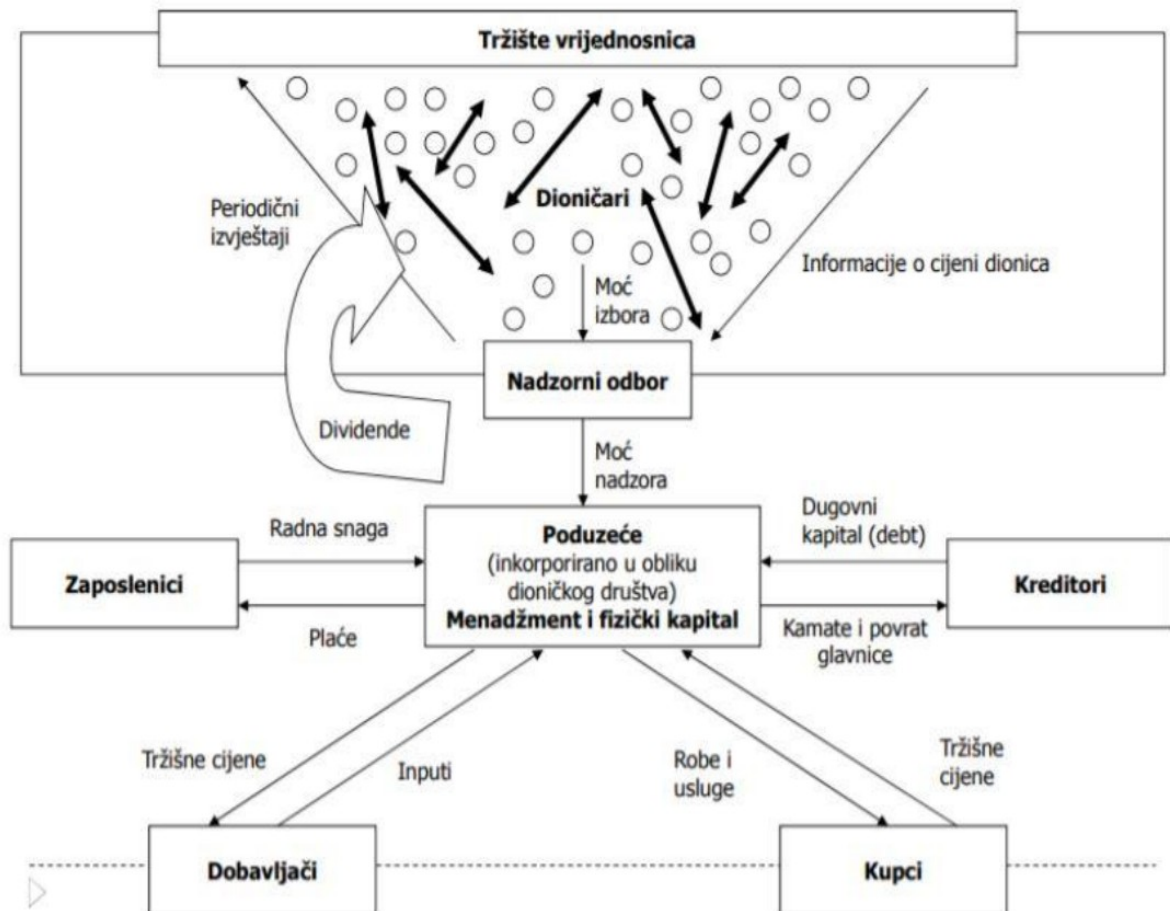 Tržište vrijednosnica
Periodični
izvještaji
Dioničari
Informacije o cijeni dionica
Moć
izbora
Nadzorni odbor
Dividende
Moć
nadzora
Radna snaga
Dugovni
kapital (debt)
Zaposlenici
Poduzeće
(inkorporirano u obliku
dioničkog društva)
Menadžment i fizički kapital
Kreditori
Plaće
Kamate i povrat
glavnice
Tržišne cijene
Inputi
Robe i
usluge
Tržišne
cijene
Dobavljači
Kupci